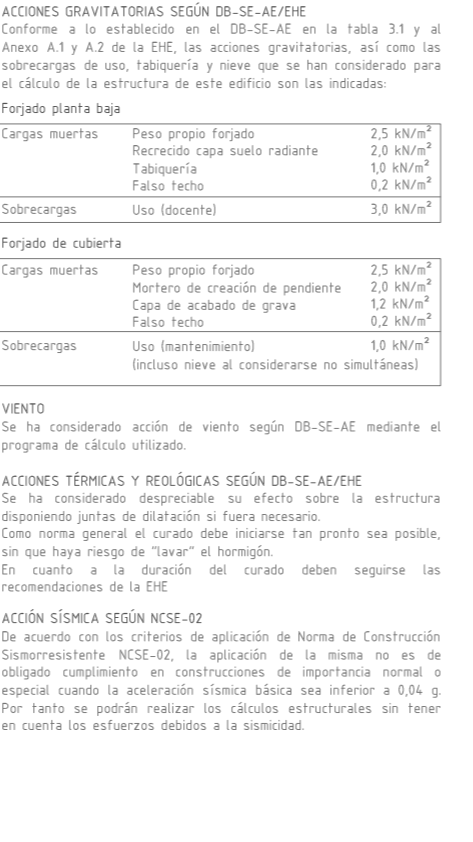 ACCIONES GRAVITATORIAS SEGÚN DB-SE-AE/EHE
Conforme a lo establecido en el DB-SE-AE en la tabla 3.1 y al
Anexo A.1 y A.2 de la EHE, las acciones gravitatorias, así como las
sobrecargas de uso, tabiquería y nieve que se han considerado para
el cálculo de la estructura de este edificio son las indicadas:
Forjado planta baja
Cargas muertas Peso propio forjado 2,5 kN/m²
Recrecido capa suelo radiante 2,0 kN/m²
Tabiquería 1,0 kN/m²
Falso techo 0,2 kN/m²
Sobrecargas Uso (docente) 3,0 kN/m²
Forjado de cubierta
Cargas muertas Peso propio forjado 2,5 kN/m²
Mortero de creación de pendiente 2,0 kN/m²
Capa de acabado de grava 1,2 kN/m²
Falso techo 0,2 kN/m²
Sobrecargas Uso (mantenimiento) 1,0 kN/m²
(incluso nieve al considerarse no simultáneas)
VIENTO
Se ha considerado acción de viento según DB-SE-AE mediante el
programa de cálculo utilizado.
ACCIONES TÉRMICAS Y REOLÓGICAS SEGÚN DB-SE-AE/EHE
Se ha considerado despreciable su efecto sobre la estructura
disponiendo juntas de dilatación si fuera necesario.
Como norma general el curado debe iniciarse tan pronto sea posible,
sin que haya riesgo de "lavar" el hormigón.
En cuanto a la duración del curado deben seguirse las
recomendaciones de la EHE
ACCIÓN SÍSMICA SEGÚN NCSE-02
De acuerdo con los criterios de aplicación de Norma de Construcción
Sismorresistente NCSE-02, la aplicación de la misma no es de
obligado cumplimiento en construcciones de importancia normal o
especial cuando la aceleración sísmica básica sea inferior a 0,04 g.
Por tanto se podrán realizar los cálculos estructurales sin tener
en cuenta los esfuerzos debidos a la sismicidad.